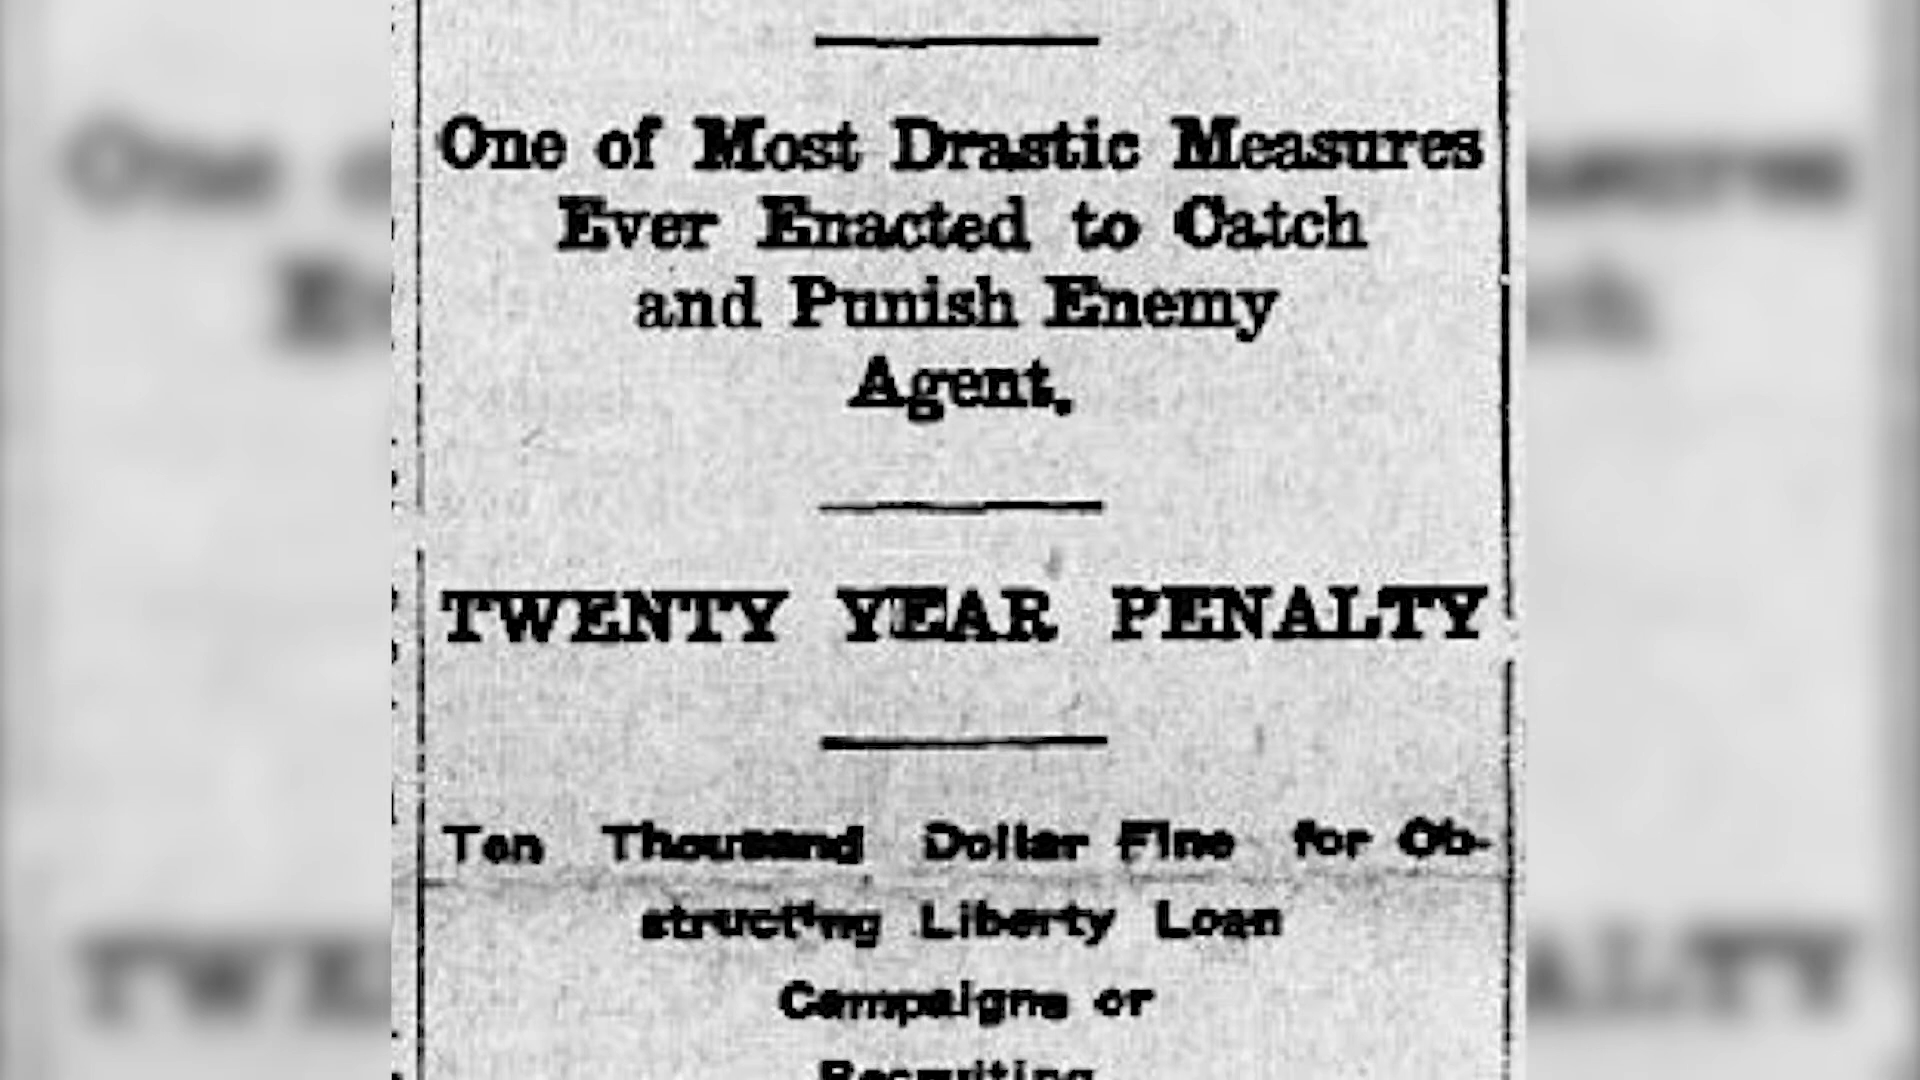 One of Most Drastic Measures
Ever Enacted to Catch
and Punish Enemy
Agent.
TWENTY YEAR PENALTY
Ten Thousand Dollar Fine for Ob-
structing Liberty Loan
Campaigns or
Recruiting